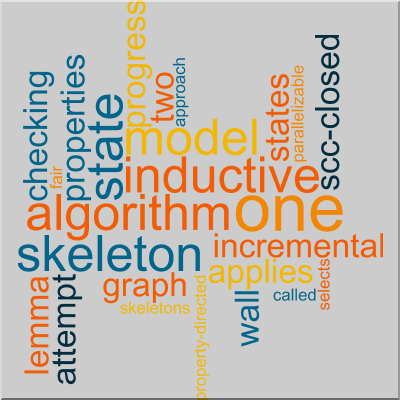 progress
two
approach
checking
properties
fair
state
model
states
parallelizable
scc-closed
inductive
algorithm
one
skeleton
incremental
applies
graph
skeletons
lemma
attempt
property-directed
wall
called
selects